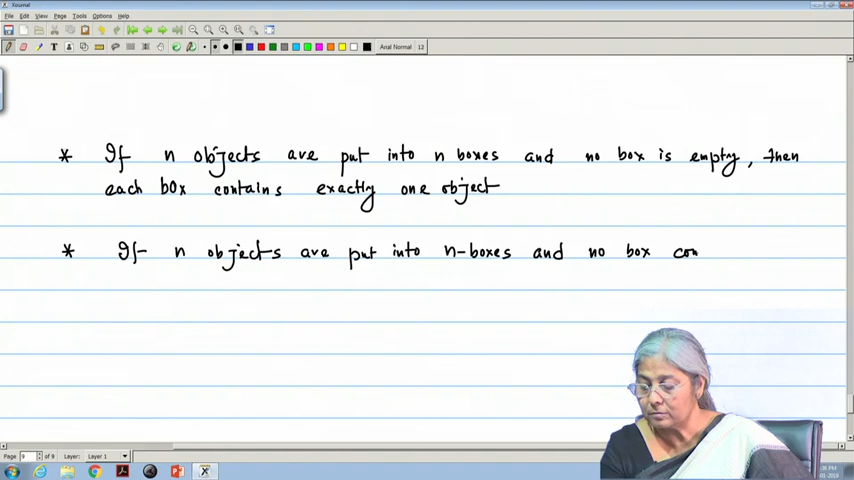 Xournal
File Edit View Page Tools Options Help
Arial Normal 12
* If n objects are put into n boxes and no box is empty, then
each box contains exactly one object
* If n objects are put into n-boxes and no box con
Page 9 of 9 Layer: Layer 1